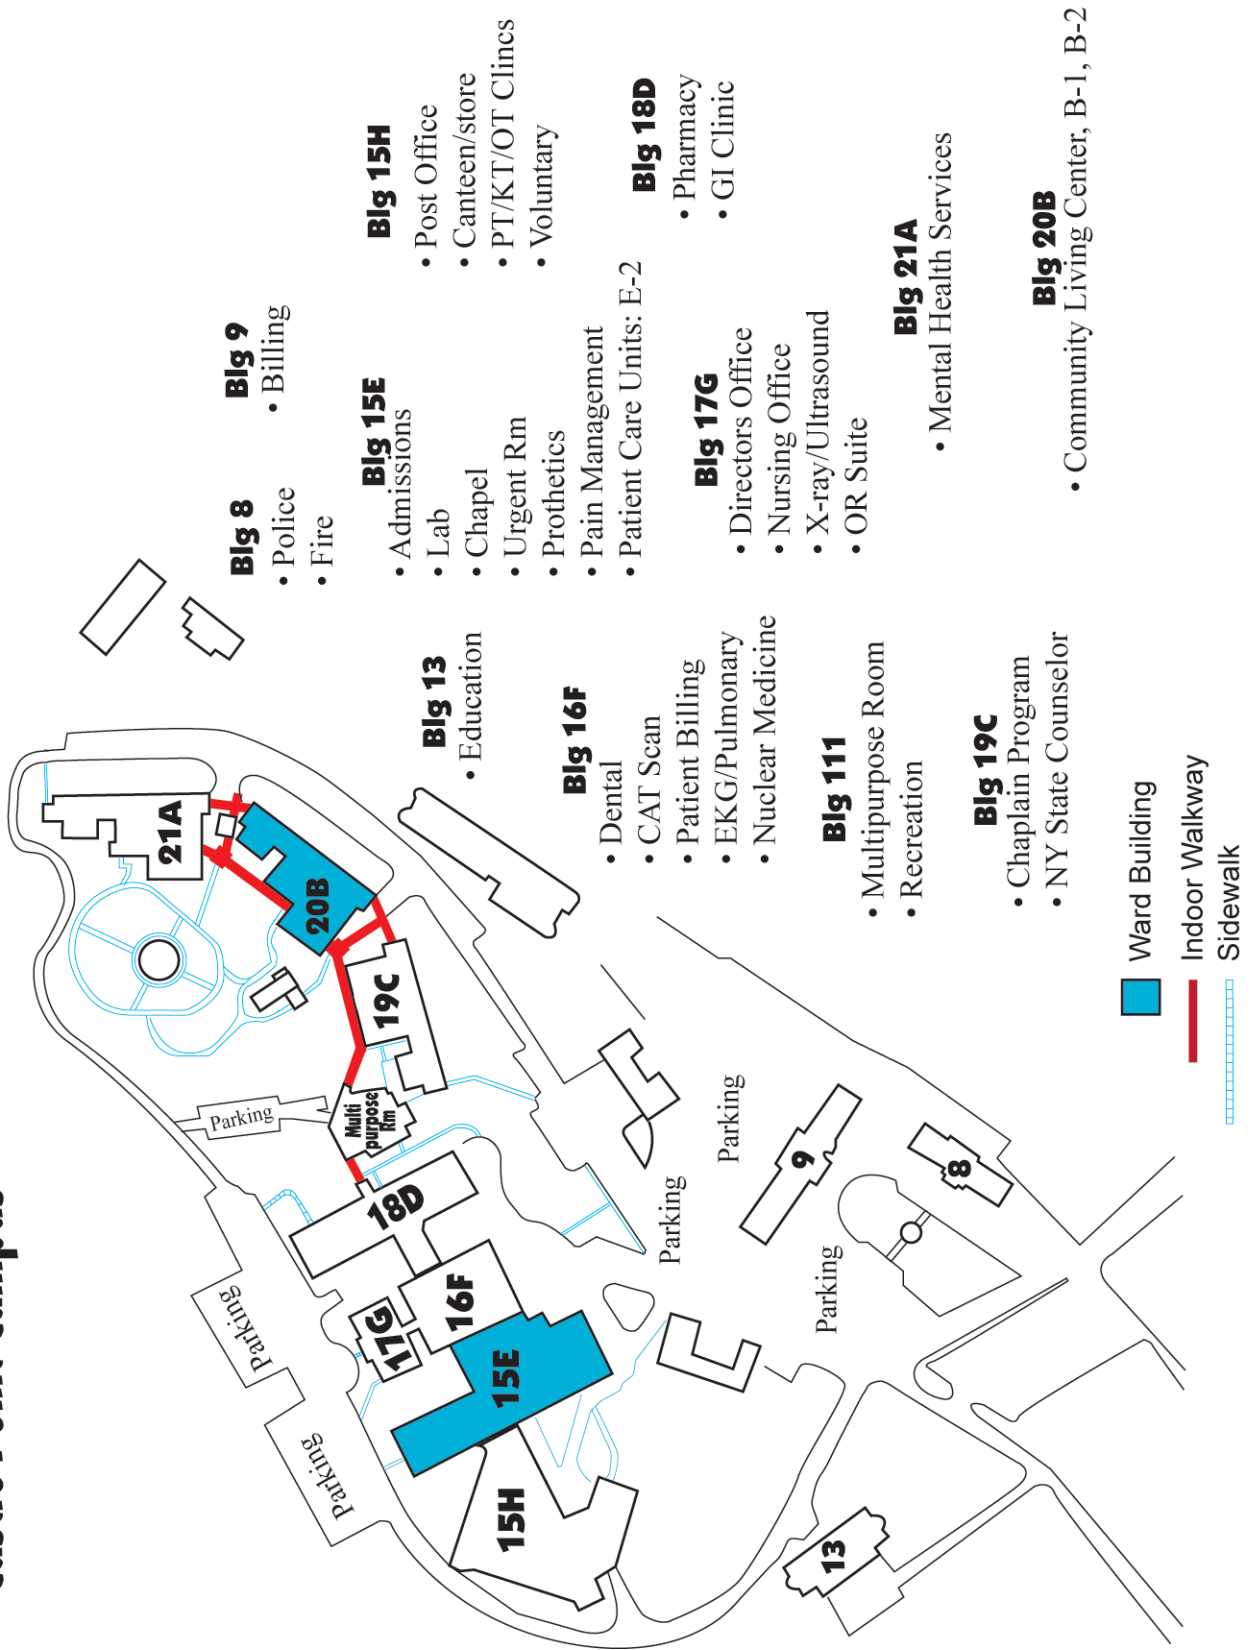 21A
20B
19C
Multi
purpose
Rm
Parking
18D
17G
16F
15E
15H
Parking
Parking
Parking
Parking
Parking
9
8
13
Blg 8
• Police
• Fire
Blg 9
• Billing
Blg 13
• Education
Blg 15E
• Admissions
• Lab
• Chapel
• Urgent Rm
• Prothetics
• Pain Management
• Patient Care Units: E-2
Blg 15H
• Post Office
• Canteen/store
• PT/KT/OT Clincs
• Voluntary
Blg 16F
• Dental
• CAT Scan
• Patient Billing
• EKG/Pulmonary
• Nuclear Medicine
Blg 17G
• Directors Office
• Nursing Office
• X-ray/Ultrasound
• OR Suite
Blg 18D
• Pharmacy
• GI Clinic
Blg 111
• Multipurpose Room
• Recreation
Blg 19C
• Chaplain Program
• NY State Counselor
Blg 21A
• Mental Health Services
Blg 20B
• Community Living Center, B-1, B-2
Ward Building
Indoor Walkway
Sidewalk